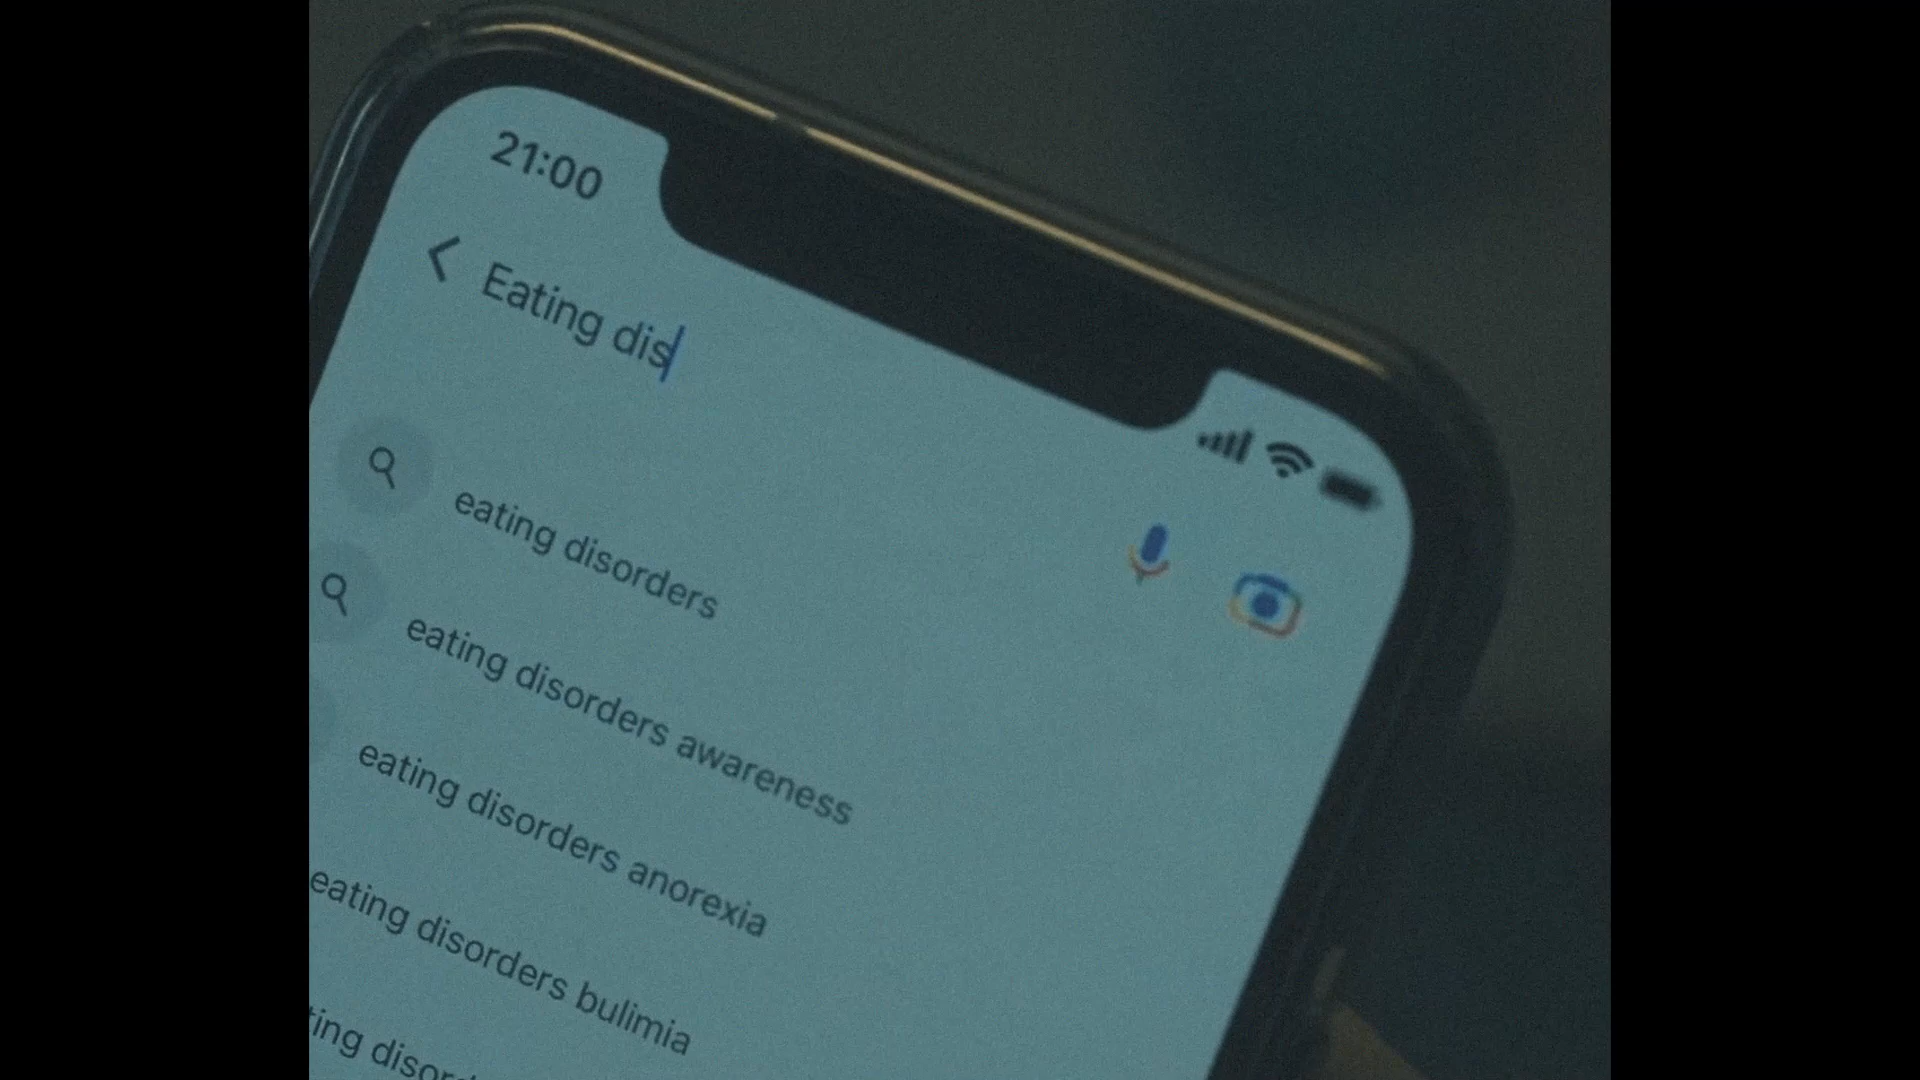 21:00
Eating dis
eating disorders
eating disorders awareness
eating disorders anorexia
eating disorders bulimia